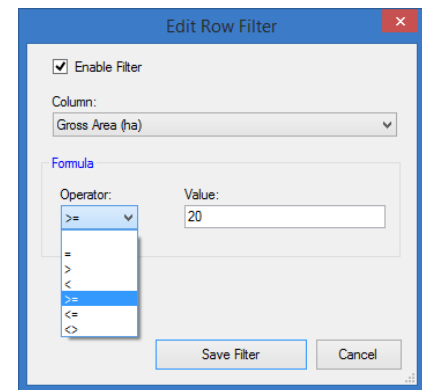 Edit Row Filter
Enable Filter
Column:
Gross Area (ha)
Formula
Operator: Value:
>= 20
=
>
<
>=
<=
<>
Save Filter Cancel